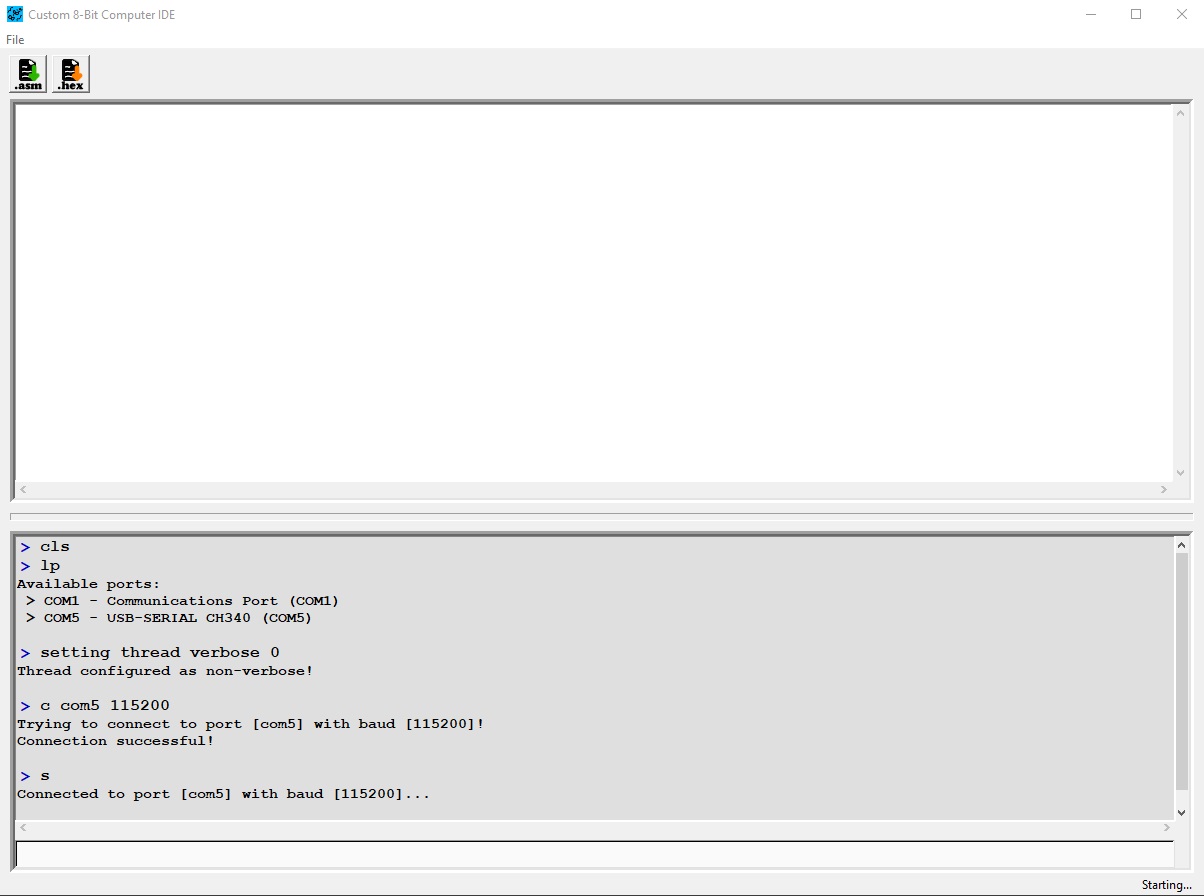 Custom 8-Bit Computer IDE
File
.asm .hex
> cls
> lp
Available ports:
> COM1 - Communications Port (COM1)
> COM5 - USB-SERIAL CH340 (COM5)
> setting thread verbose 0
Thread configured as non-verbose!
> c com5 115200
Trying to connect to port [com5] with baud [115200]!
Connection successful!
> s
Connected to port [com5] with baud [115200]...
Starting...